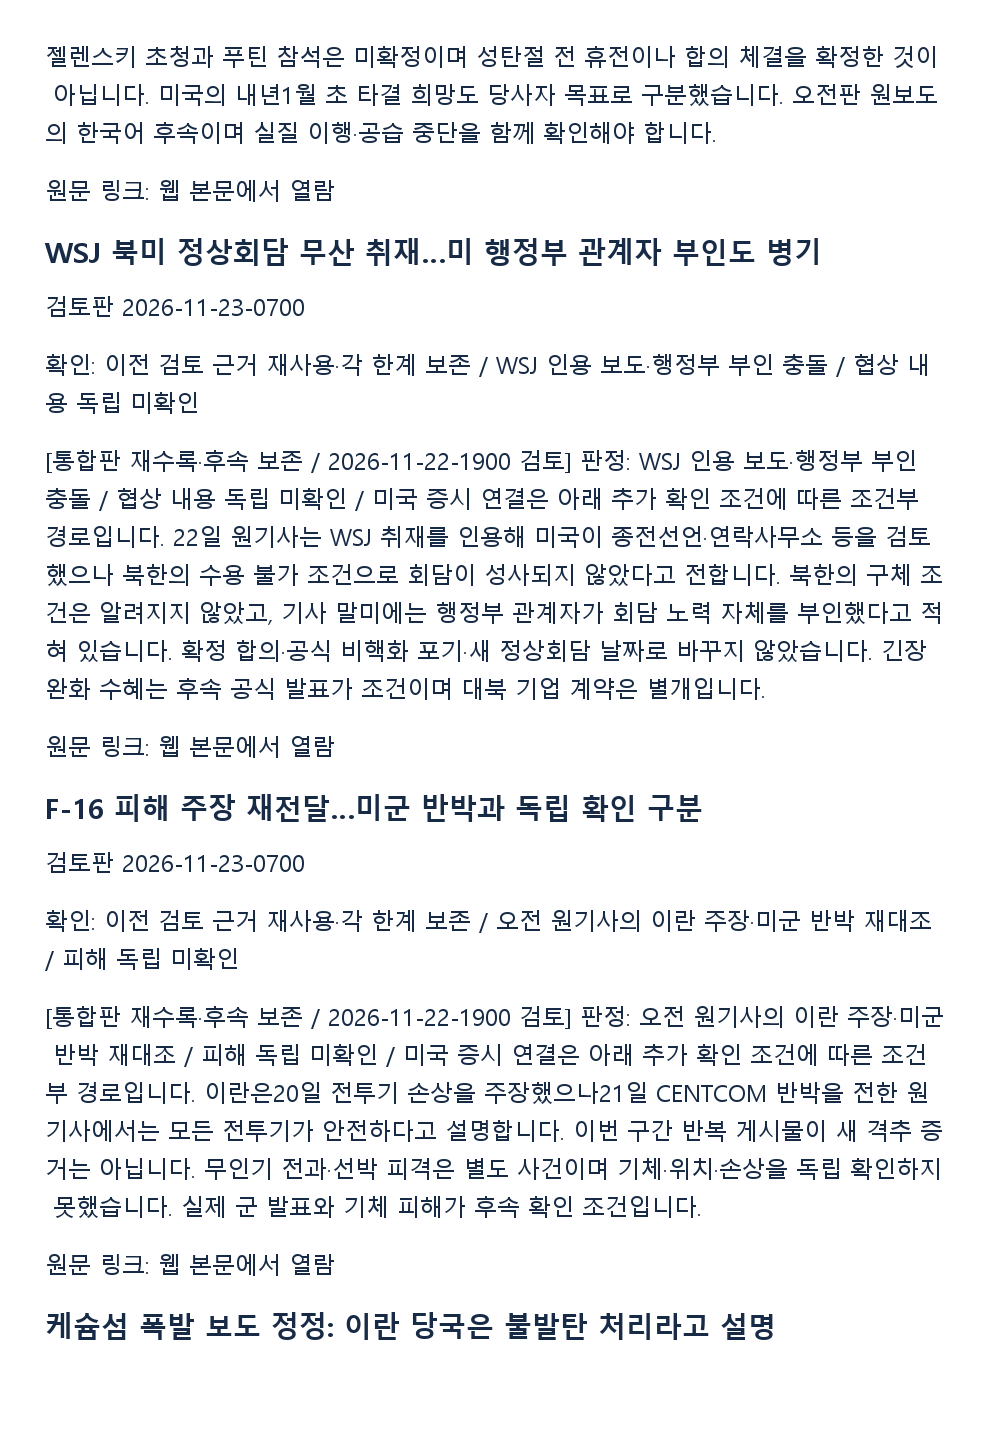 젤렌스키 초청과 푸틴 참석은 미확정이며 성탄절 전 휴전이나 합의 체결을 확정한 것이
아닙니다. 미국의 내년1월 초 타결 희망도 당사자 목표로 구분했습니다. 오전판 원보도
의 한국어 후속이며 실질 이행·공습 중단을 함께 확인해야 합니다.
원문 링크: 웹 본문에서 열람
WSJ 북미 정상회담 무산 취재...미 행정부 관계자 부인도 병기
검토판 2026-11-23-0700
확인: 이전 검토 근거 재사용·각 한계 보존 / WSJ 인용 보도·행정부 부인 충돌 / 협상 내
용 독립 미확인
[통합판 재수록·후속 보존 / 2026-11-22-1900 검토] 판정: WSJ 인용 보도·행정부 부인
충돌 / 협상 내용 독립 미확인 / 미국 증시 연결은 아래 추가 확인 조건에 따른 조건부
경로입니다. 22일 원기사는 WSJ 취재를 인용해 미국이 종전선언·연락사무소 등을 검토
했으나 북한의 수용 불가 조건으로 회담이 성사되지 않았다고 전합니다. 북한의 구체 조
건은 알려지지 않았고, 기사 말미에는 행정부 관계자가 회담 노력 자체를 부인했다고 적
혀 있습니다. 확정 합의·공식 비핵화 포기·새 정상회담 날짜로 바꾸지 않았습니다. 긴장
완화 수혜는 후속 공식 발표가 조건이며 대북 기업 계약은 별개입니다.
원문 링크: 웹 본문에서 열람
F-16 피해 주장 재전달...미군 반박과 독립 확인 구분
검토판 2026-11-23-0700
확인: 이전 검토 근거 재사용·각 한계 보존 / 오전 원기사의 이란 주장·미군 반박 재대조
/ 피해 독립 미확인
[통합판 재수록·후속 보존 / 2026-11-22-1900 검토] 판정: 오전 원기사의 이란 주장·미군
반박 재대조 / 피해 독립 미확인 / 미국 증시 연결은 아래 추가 확인 조건에 따른 조건
부 경로입니다. 이란은20일 전투기 손상을 주장했으나21일 CENTCOM 반박을 전한 원
기사에서는 모든 전투기가 안전하다고 설명합니다. 이번 구간 반복 게시물이 새 격추 증
거는 아닙니다. 무인기 전과·선박 피격은 별도 사건이며 기체·위치·손상을 독립 확인하지
못했습니다. 실제 군 발표와 기체 피해가 후속 확인 조건입니다.
원문 링크: 웹 본문에서 열람
케슘섬 폭발 보도 정정: 이란 당국은 불발탄 처리라고 설명